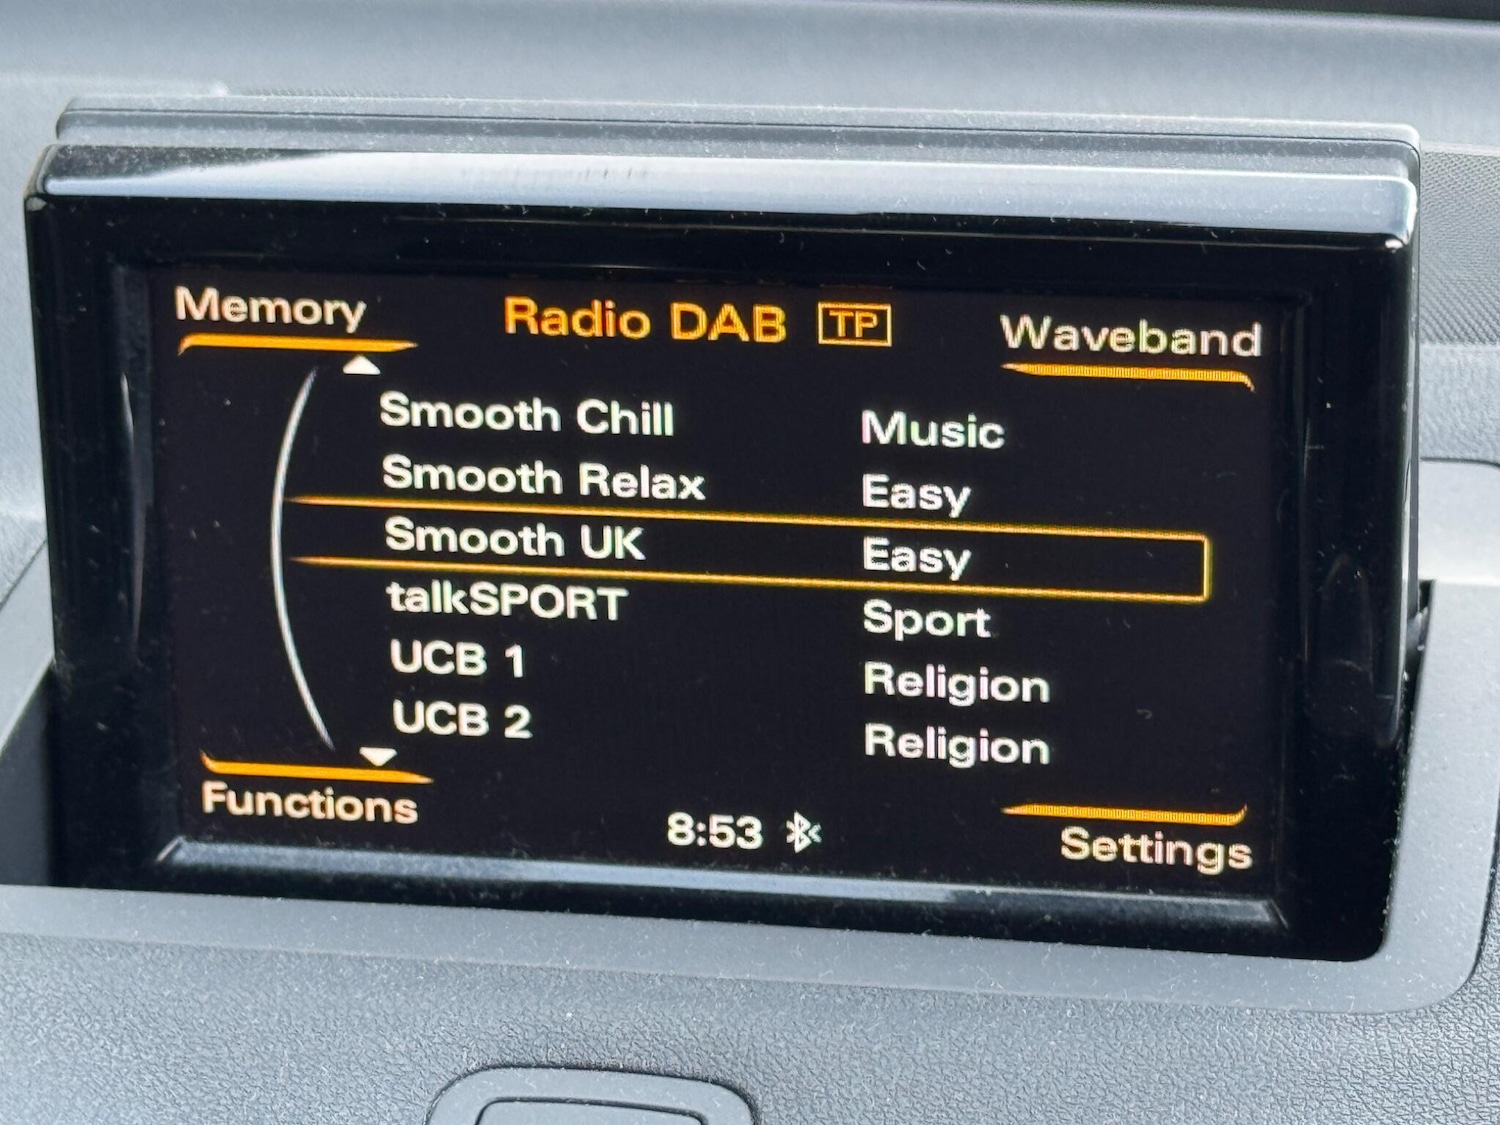 Memory
Radio DAB TP
Waveband
Smooth Chill Music
Smooth Relax Easy
Smooth UK Easy
talkSPORT Sport
UCB 1 Religion
UCB 2 Religion
Functions
8:53
Settings